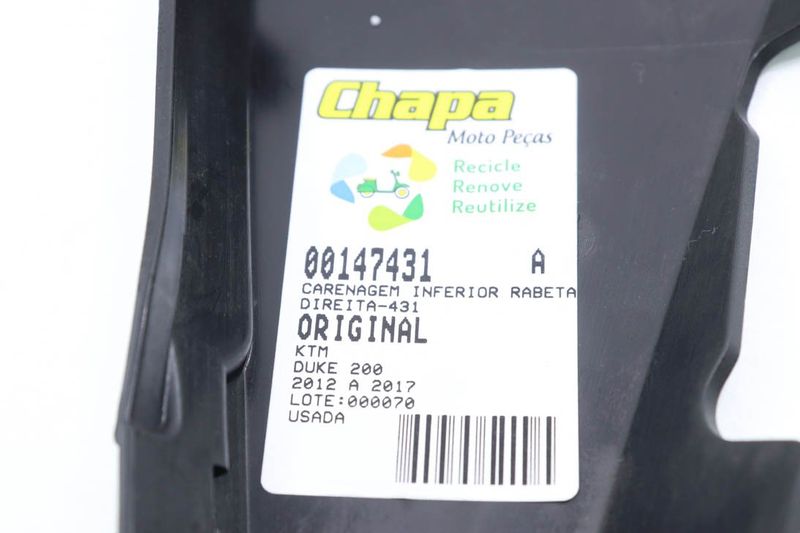 Chapa
Moto Peças
Recicle
Renove
Reutilize
00147431 A
CARENAGEM INFERIOR RABETA
DIREITA-431
ORIGINAL
KTM
DUKE 200
2012 A 2017
LOTE:000070
USADA